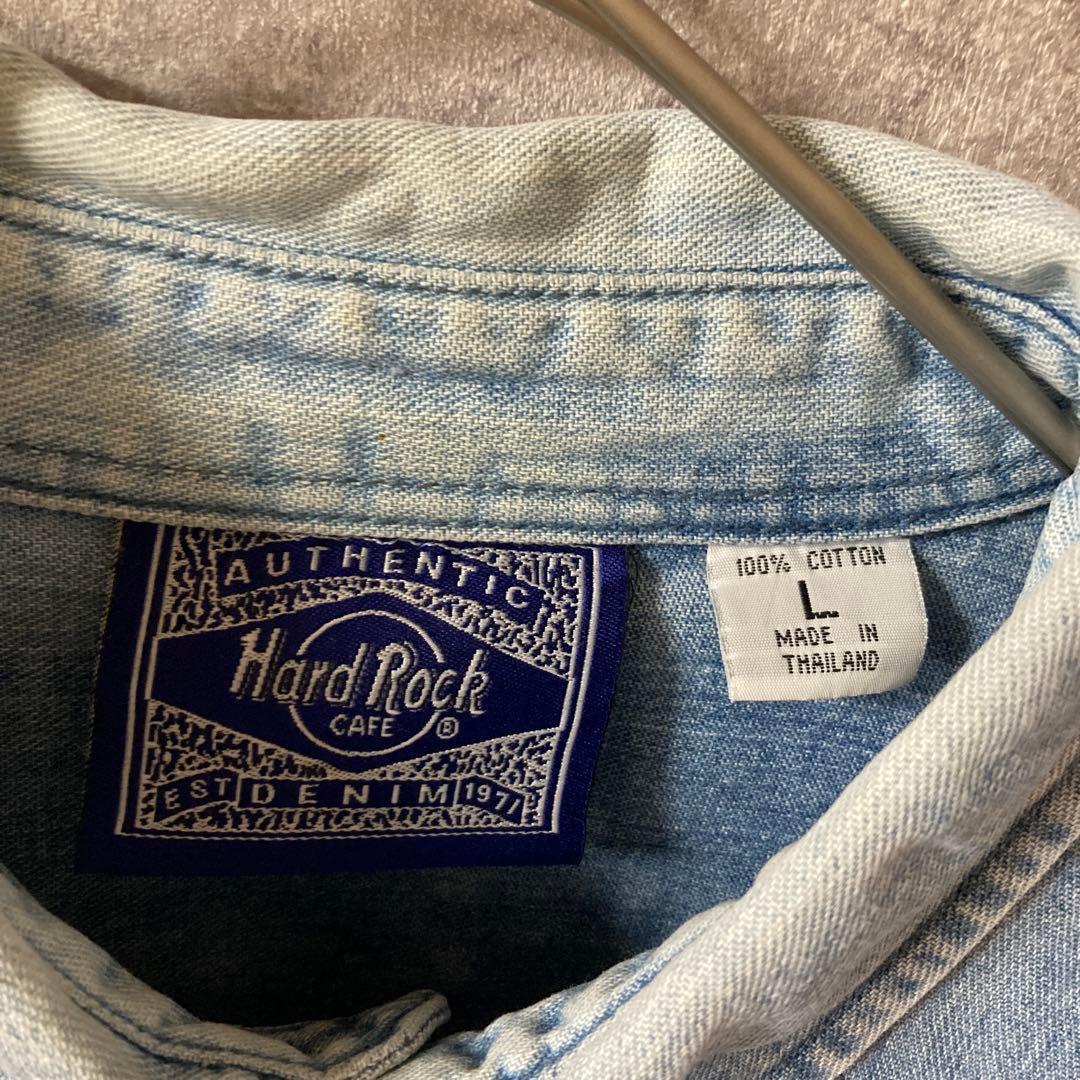 AUTHENTIC
Hard Rock
CAFE ®
EST DENIM 1971
100% COTTON
L
MADE IN
THAILAND